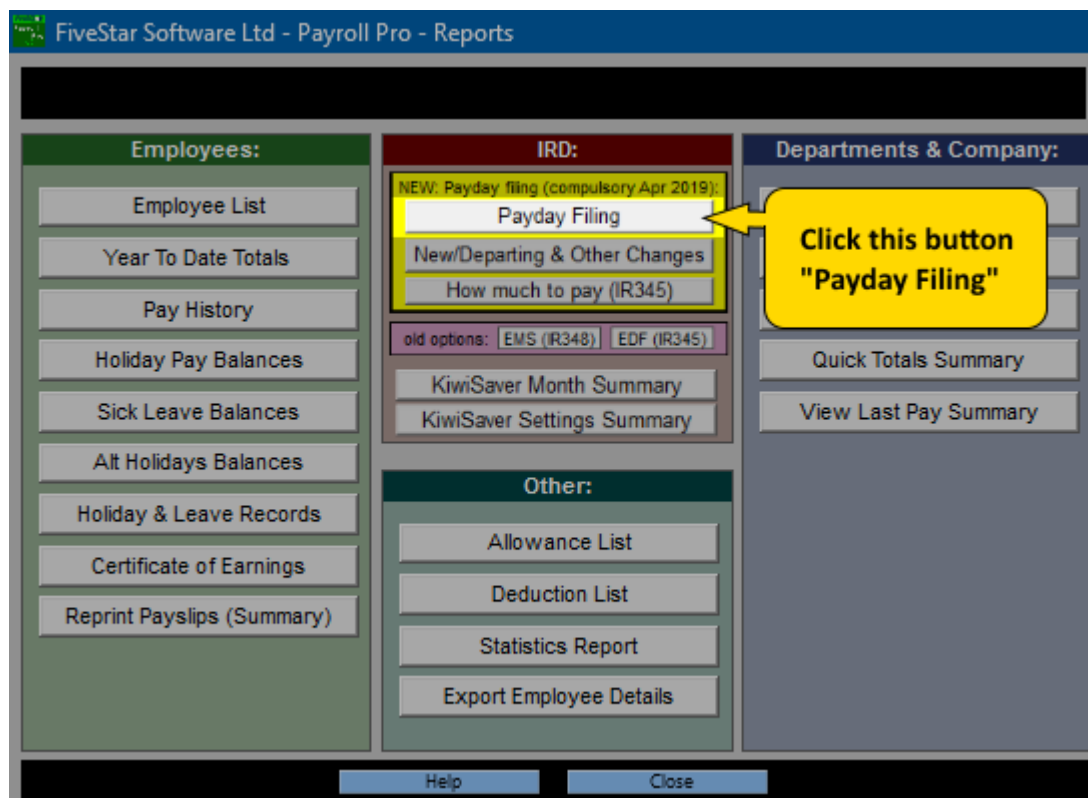 FiveStar Software Ltd - Payroll Pro - Reports
Employees:
Employee List
Year To Date Totals
Pay History
Holiday Pay Balances
Sick Leave Balances
Alt Holidays Balances
Holiday & Leave Records
Certificate of Earnings
Reprint Payslips (Summary)
IRD:
NEW: Payday filing (compulsory Apr 2019):
Payday Filing
New/Departing & Other Changes
How much to pay (IR345)
old options: EMS (IR348) EDF (IR345)
KiwiSaver Month Summary
KiwiSaver Settings Summary
Other:
Allowance List
Deduction List
Statistics Report
Export Employee Details
Departments & Company:
Click this button
"Payday Filing"
Quick Totals Summary
View Last Pay Summary
Help
Close